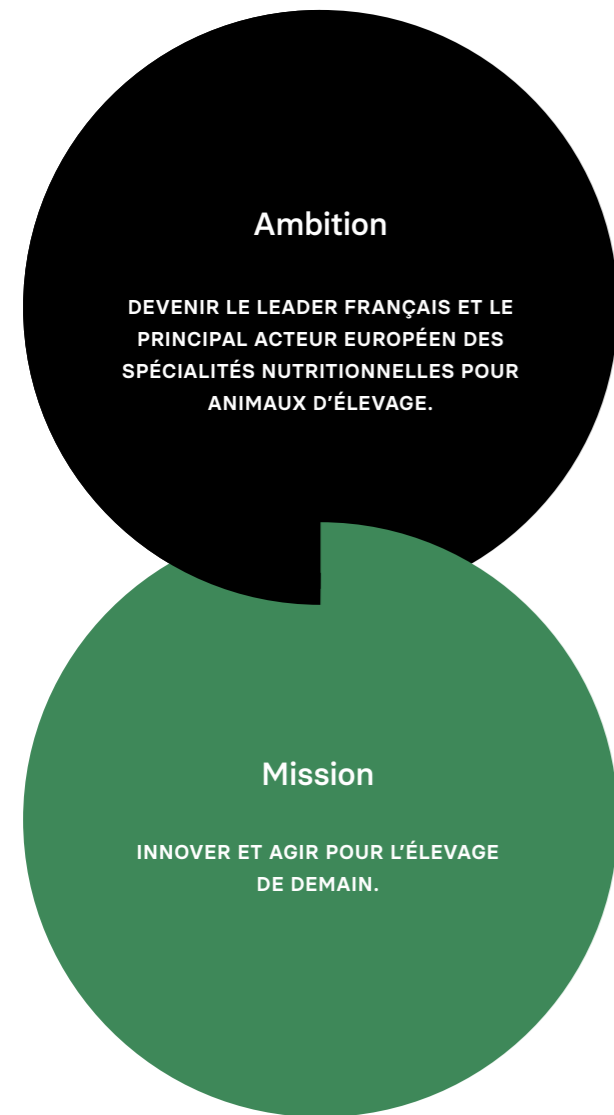 Ambition
DEVENIR LE LEADER FRANÇAIS ET LE
PRINCIPAL ACTEUR EUROPÉEN DES
SPÉCIALITÉS NUTRITIONNELLES POUR
ANIMAUX D’ÉLEVAGE.
Mission
INNOVER ET AGIR POUR L’ÉLEVAGE
DE DEMAIN.